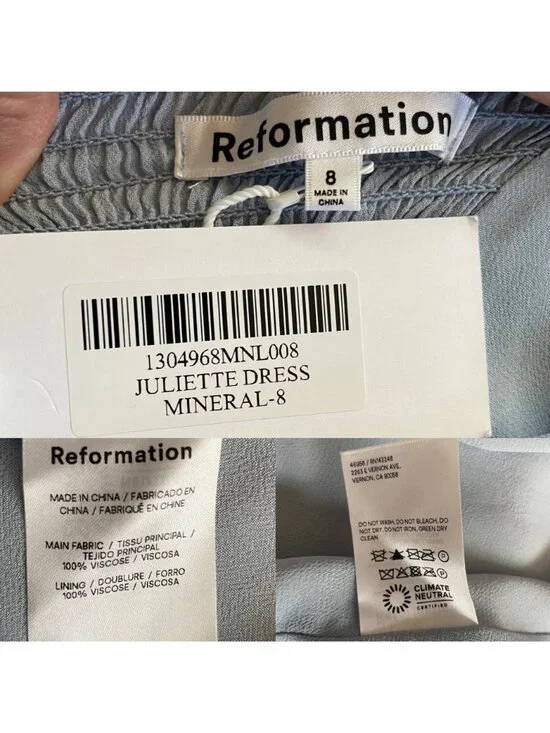 Reformation
8
MADE IN
CHINA
1304968MNL008
JULIETTE DRESS
MINERAL-8
Reformation
MADE IN CHINA / FABRICADO EN
CHINA / FABRIQUÉ EN CHINE
MAIN FABRIC / TISSU PRINCIPAL /
TEJIDO PRINCIPAL
100% VISCOSE / VISCOSA
LINING / DOUBLURE / FORRO
100% VISCOSE / VISCOSA
/ RN143248
2263 E VERNON AVE.
VERNON, CA 90058
DO NOT WASH, DO NOT BLEACH, DO
NOT DRY, DO NOT IRON, GREEN DRY
CLEAN
CLIMATE
NEUTRAL
CERTIFIED